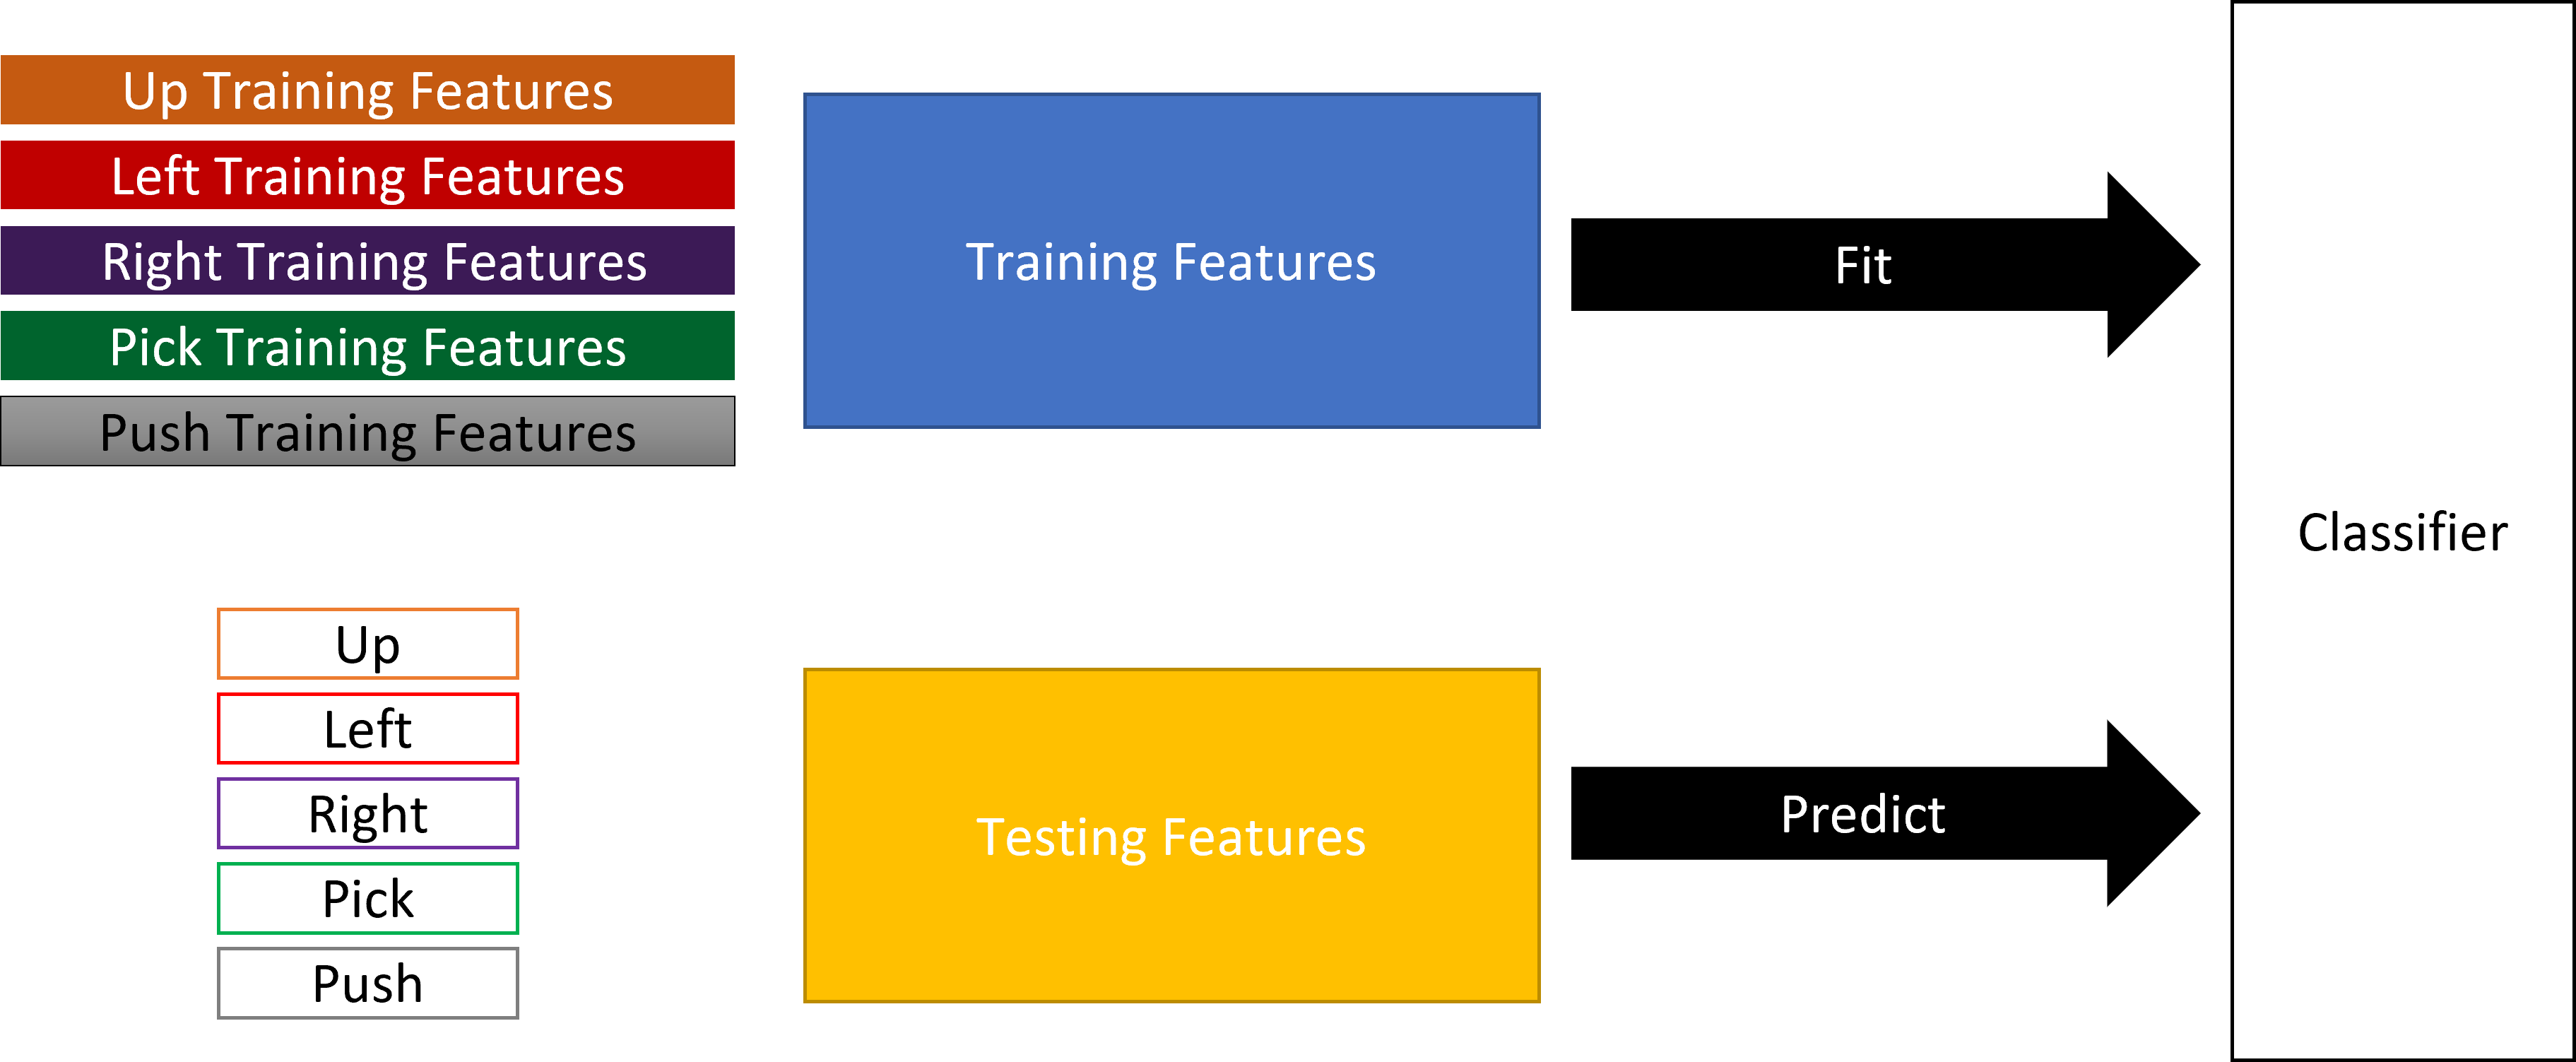 Up Training Features
Left Training Features
Right Training Features
Pick Training Features
Push Training Features
Training Features
Fit
Classifier
Up
Left
Right
Pick
Push
Testing Features
Predict